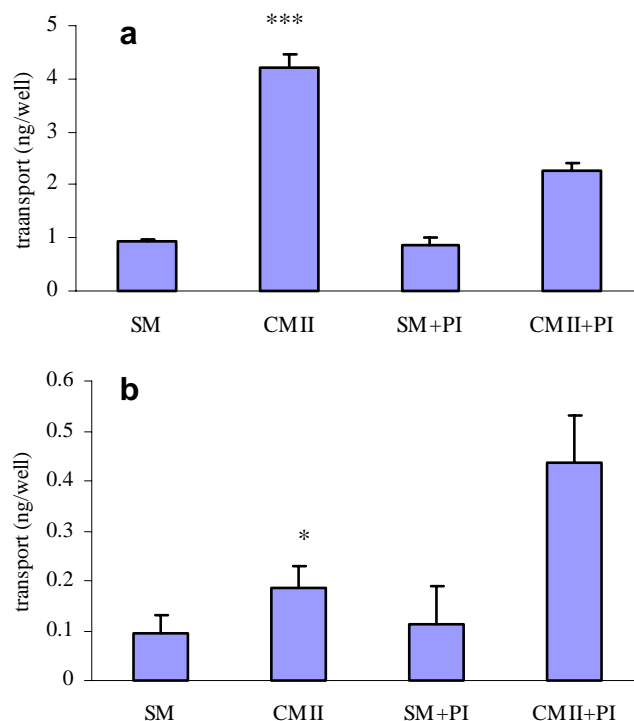 a
***
traansport (ng/well)
5
4
3
2
1
0
SM CMII SM+PI CMII+PI
b
*
transport (ng/well)
0.6
0.5
0.4
0.3
0.2
0.1
0
SM CMII SM+PI CMII+PI